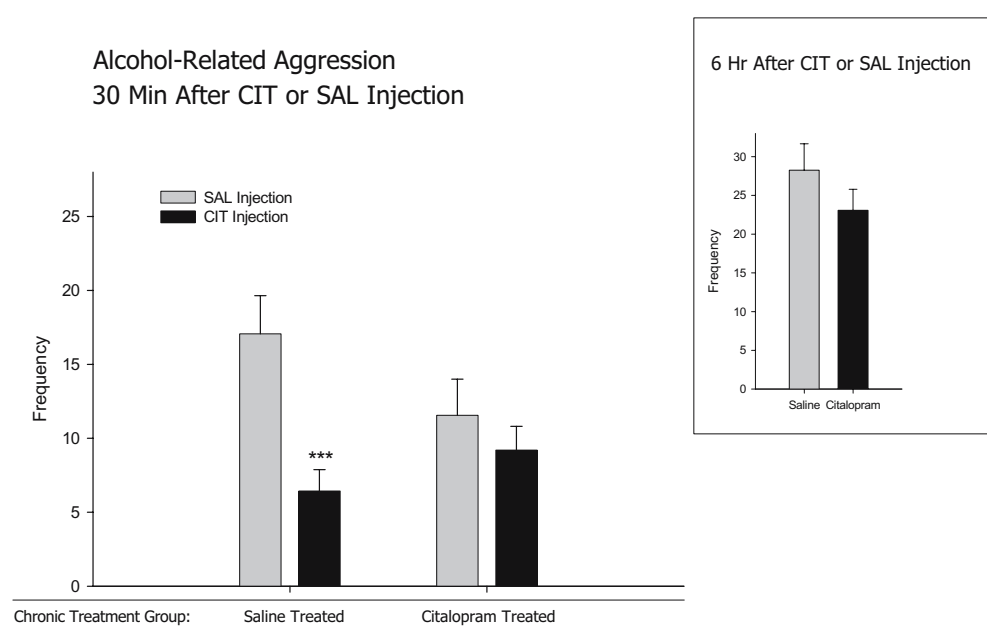 Alcohol-Related Aggression
30 Min After CIT or SAL Injection
SAL Injection
CIT Injection
Frequency
25
20
15
10
5
0
***
Chronic Treatment Group: Saline Treated Citalopram Treated
6 Hr After CIT or SAL Injection
Frequency
30
25
20
15
10
5
0
Saline Citalopram